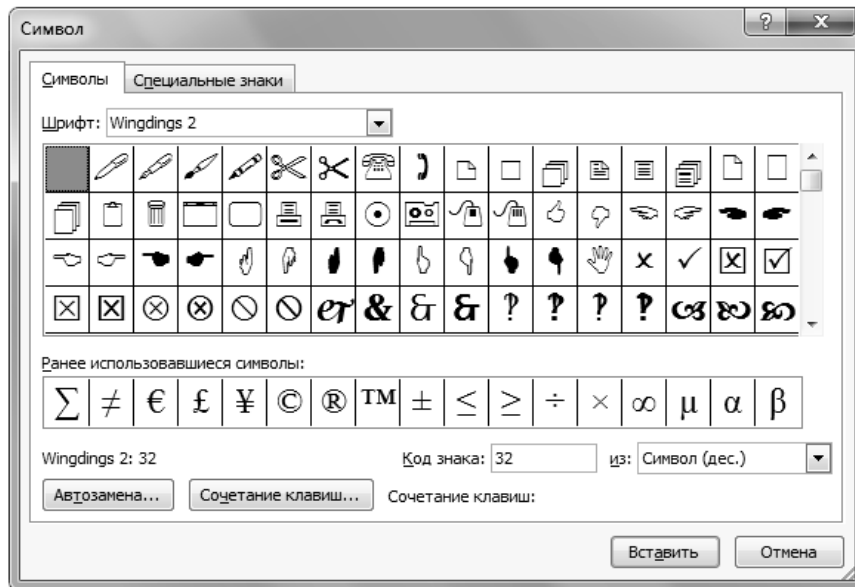 Символ
Символы Специальные знаки
Шрифт: Wingdings 2
& & & &
Ранее использовавшиеся символы:
∑ ≠ € £ ¥ © ® ™ ± ≤ ≥ ÷ × ∞ µ α β
Wingdings 2: 32 Код знака: 32 из: Символ (дес.)
Автозамена... Сочетание клавиш... Сочетание клавиш:
Вставить Отмена